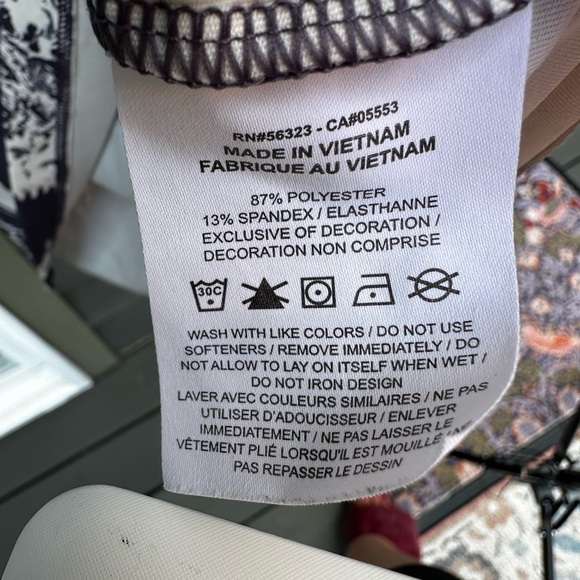 RN#56323 - CA#05553
MADE IN VIETNAM
FABRIQUE AU VIETNAM
87% POLYESTER
13% SPANDEX / ELASTHANNE
EXCLUSIVE OF DECORATION /
DECORATION NON COMPRISE
30C
WASH WITH LIKE COLORS / DO NOT USE
SOFTENERS / REMOVE IMMEDIATELY / DO
NOT ALLOW TO LAY ON ITSELF WHEN WET /
DO NOT IRON DESIGN
LAVER AVEC COULEURS SIMILAIRES / NE PAS
UTILISER D'ADOUCISSEUR / ENLEVER
IMMEDIATEMENT / NE PAS LAISSER LE
VÊTEMENT PLIÉ LORSQU'IL EST MOUILLÉ / NE
PAS REPASSER LE DESSIN